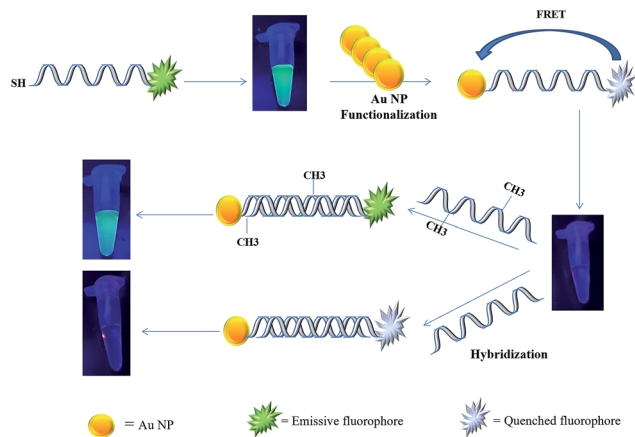 FRET
SH
Au NP
Functionalization
CH3
CH3
CH3
CH3
Hybridization
= Au NP
= Emissive fluorophore
= Quenched fluorophore